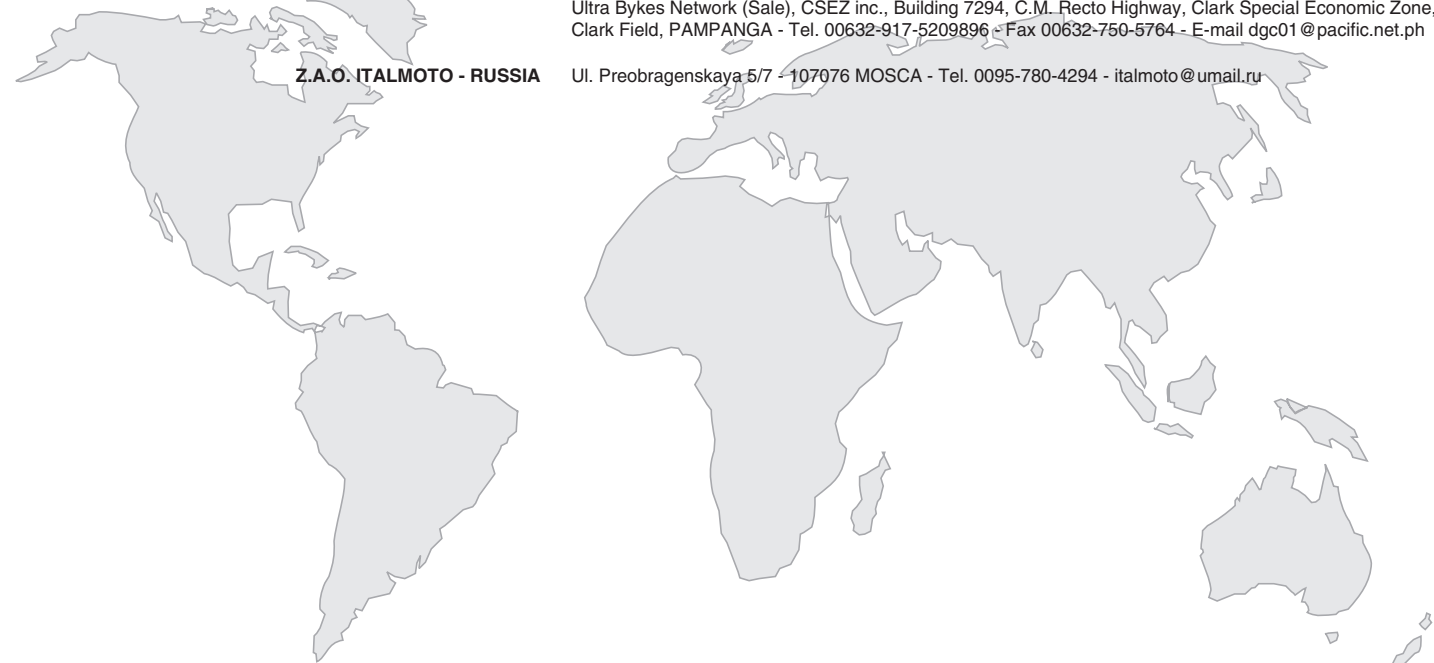 Ultra Bykes Network (Sale), CSEZ inc., Building 7294, C.M. Recto Highway, Clark Special Economic Zone,
Clark Field, PAMPANGA - Tel. 00632-917-5209896 - Fax 00632-750-5764 - E-mail dgc01@pacific.net.ph
Z.A.O. ITALMOTO - RUSSIA Ul. Preobragenskaya 5/7 - 107076 MOSCA - Tel. 0095-780-4294 - italmoto@umail.ru